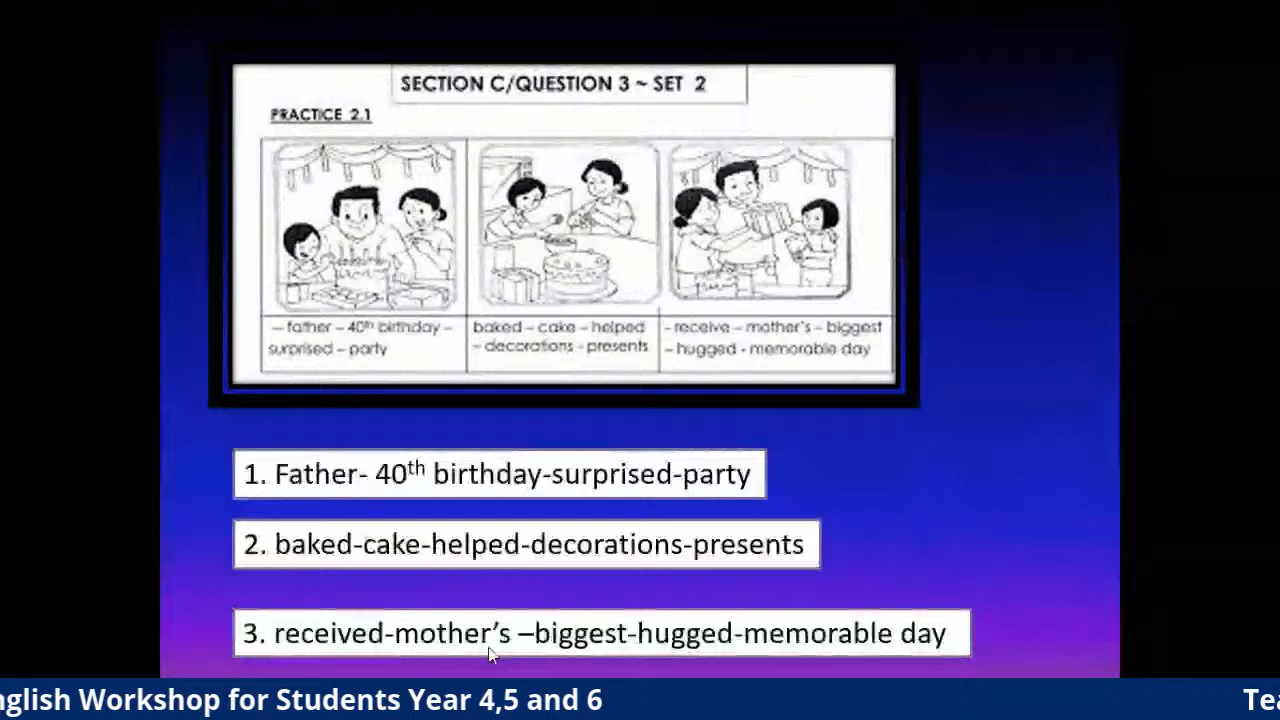 SECTION C/QUESTION 3 ~ SET 2
PRACTICE 2.1
– father – 40th birthday –
surprised – party
baked – cake – helped
– decorations - presents
- receive – mother's – biggest
– hugged - memorable day
1. Father- 40th birthday-surprised-party
2. baked-cake-helped-decorations-presents
3. received-mother's –biggest-hugged-memorable day
nglish Workshop for Students Year 4,5 and 6
Tea